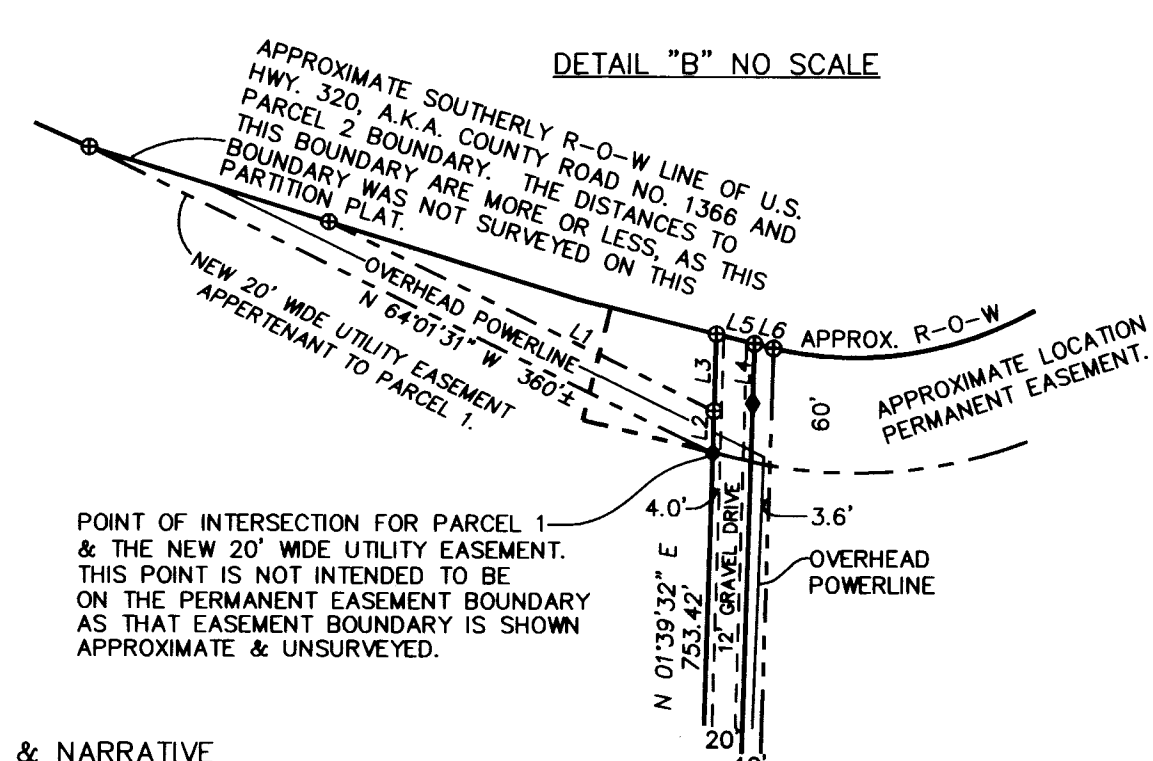 DETAIL "B" NO SCALE
APPROXIMATE SOUTHERLY R-O-W LINE OF U.S.
HWY. 320, A.K.A. COUNTY ROAD NO. 1366 AND
PARCEL 2 BOUNDARY. THE DISTANCES TO
THIS BOUNDARY ARE MORE OR LESS, AS THIS
BOUNDARY WAS NOT SURVEYED ON THIS
PARTITION PLAT.
OVERHEAD POWERLINE
N 64°01'31" W 360'±
NEW 20' WIDE UTILITY EASEMENT
APPERTENANT TO PARCEL 1.
L1
L2
L3
L4
L5
L6
APPROX. R-O-W
60'
APPROXIMATE LOCATION
PERMANENT EASEMENT.
POINT OF INTERSECTION FOR PARCEL 1
& THE NEW 20' WIDE UTILITY EASEMENT.
THIS POINT IS NOT INTENDED TO BE
ON THE PERMANENT EASEMENT BOUNDARY
AS THAT EASEMENT BOUNDARY IS SHOWN
APPROXIMATE & UNSURVEYED.
4.0'
3.6'
N 01°39'32" E
753.42'
12' GRAVEL DRIVE
OVERHEAD
POWERLINE
20'
& NARRATIVE